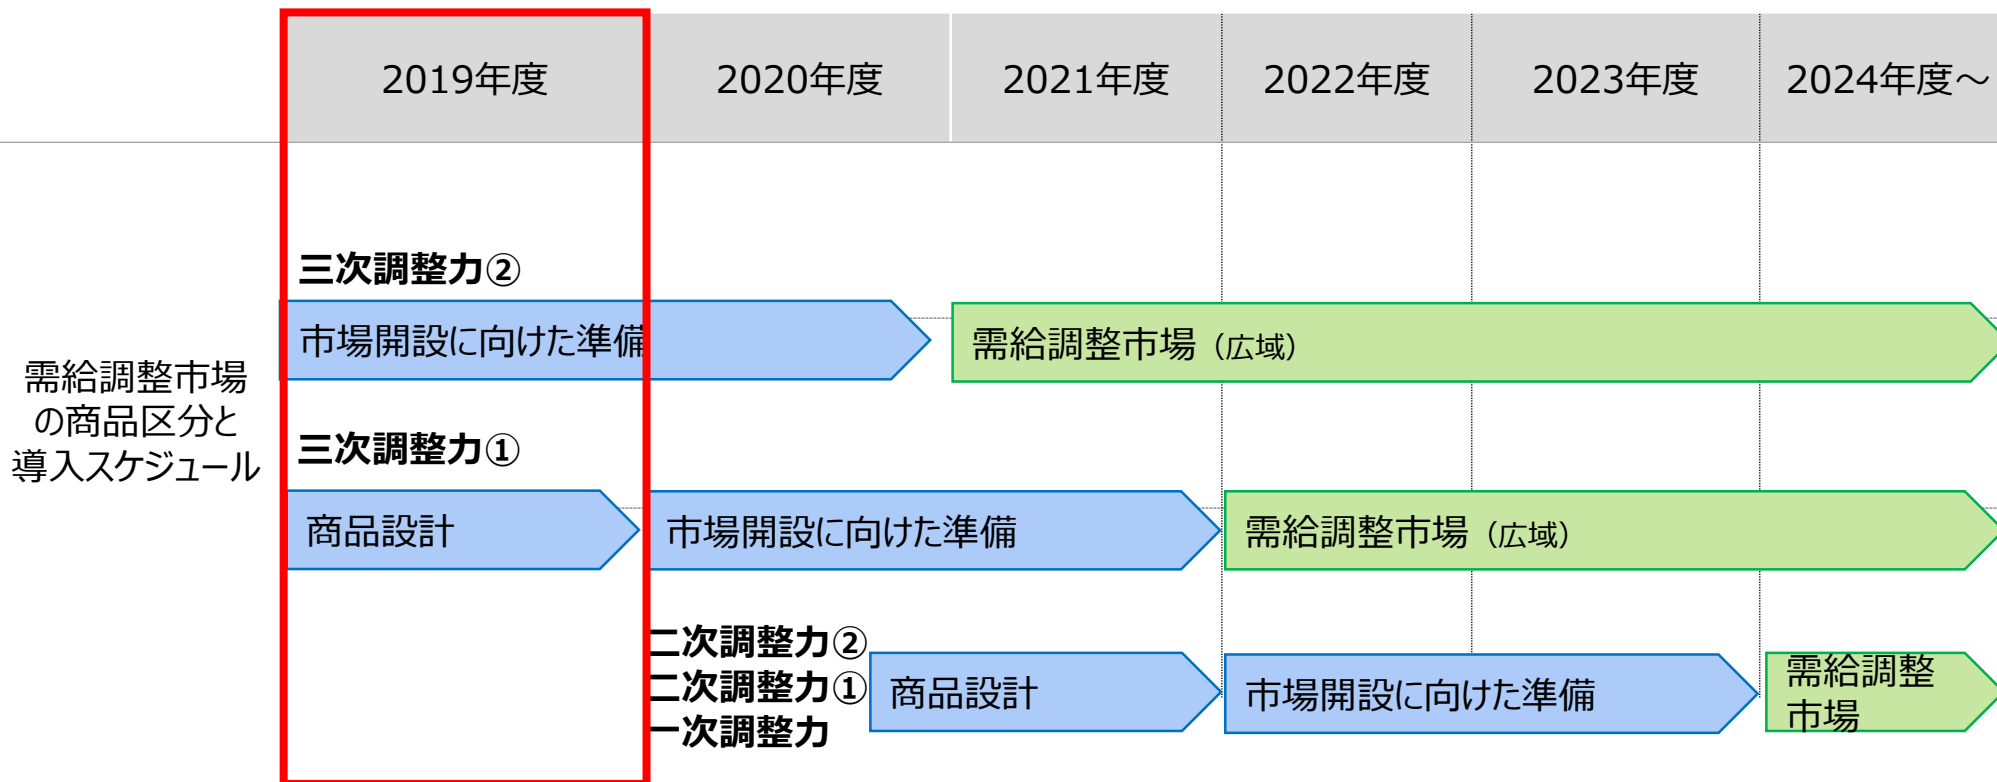 2019年度
2020年度
2021年度
2022年度
2023年度
2024年度～
需給調整市場
の商品区分と
導入スケジュール
三次調整力②
市場開設に向けた準備
需給調整市場（広域）
三次調整力①
商品設計
市場開設に向けた準備
需給調整市場（広域）
二次調整力②
二次調整力①
一次調整力
商品設計
市場開設に向けた準備
需給調整
市場